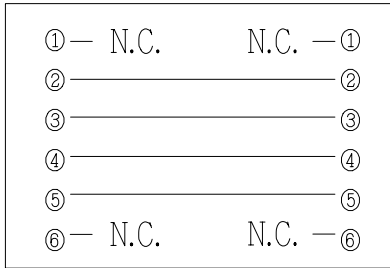 ① N.C. N.C. ①
② ②
③ ③
④ ④
⑤ ⑤
⑥ N.C. N.C. ⑥